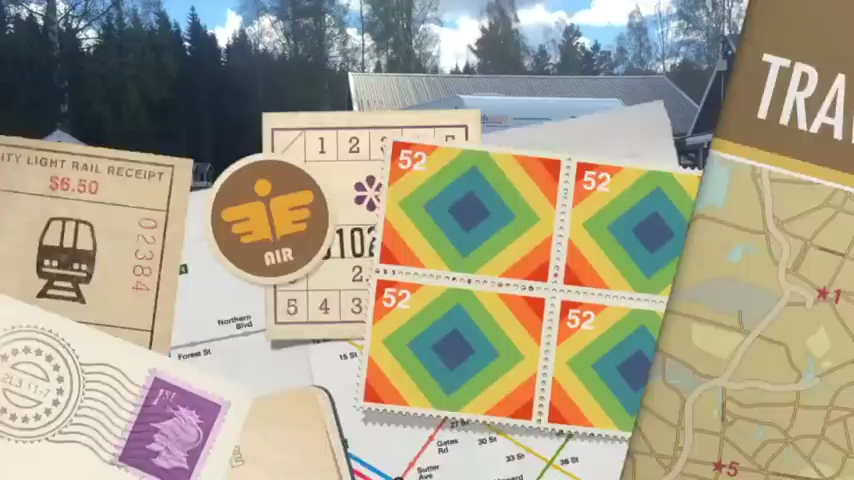 TRA
ITY LIGHT RAIL RECEIPT
$6.50
02384
1 2 3
AIR
2
5 4 3
52
52
52
52
Northern
Blvd
Forest St
15 St
27 St
Gates
Rd
30 St
33 St
36 St
Sutter
Ave
1ST
1
5